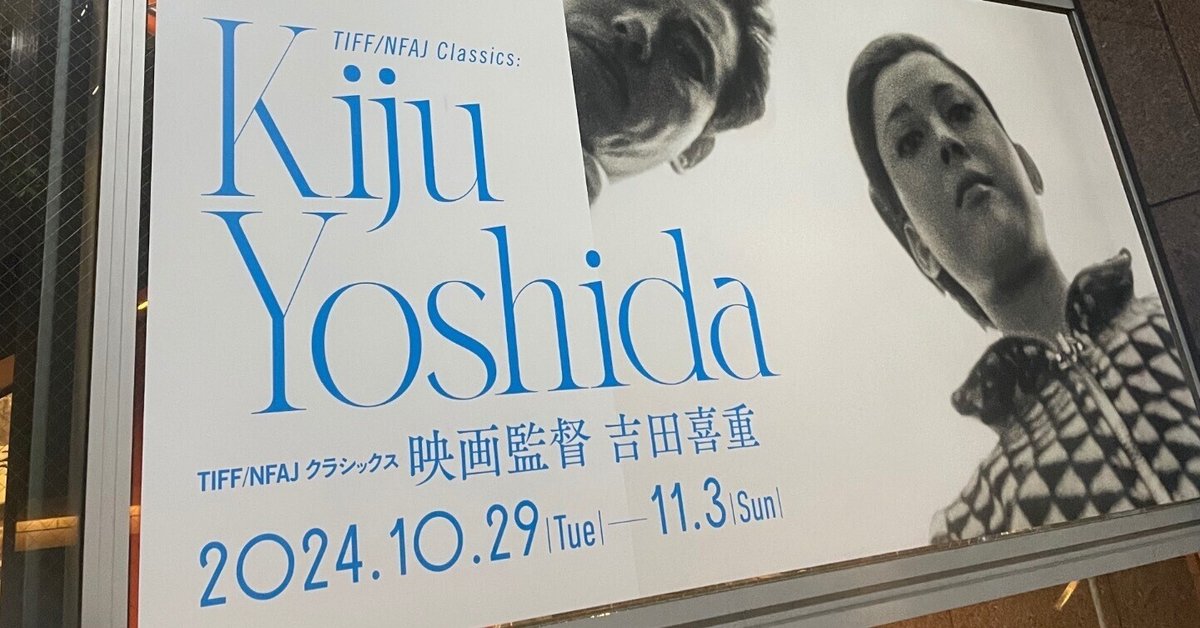 TIFF/NFAJ Classics:
Kiju
Yoshida
TIFF/NFAJ クラシックス 映画監督 吉田喜重
2024.10.29|Tue|—11.3|Sun|